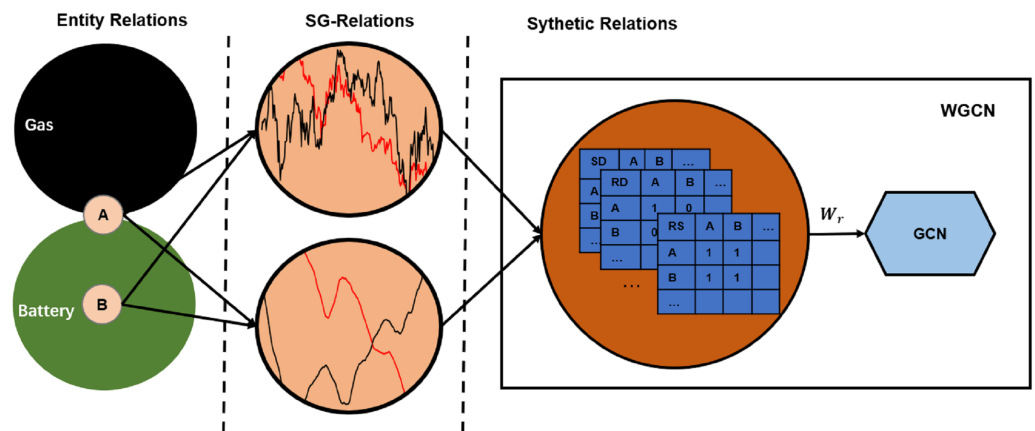 Entity Relations
SG-Relations
Sythetic Relations
WGCN
Gas
A
Battery
B
SD A B ...
A
B
...
RD A B ...
A 1 0
B 0
...
RS A B ...
A 1 1
B 1 1
...
...
W_r
GCN